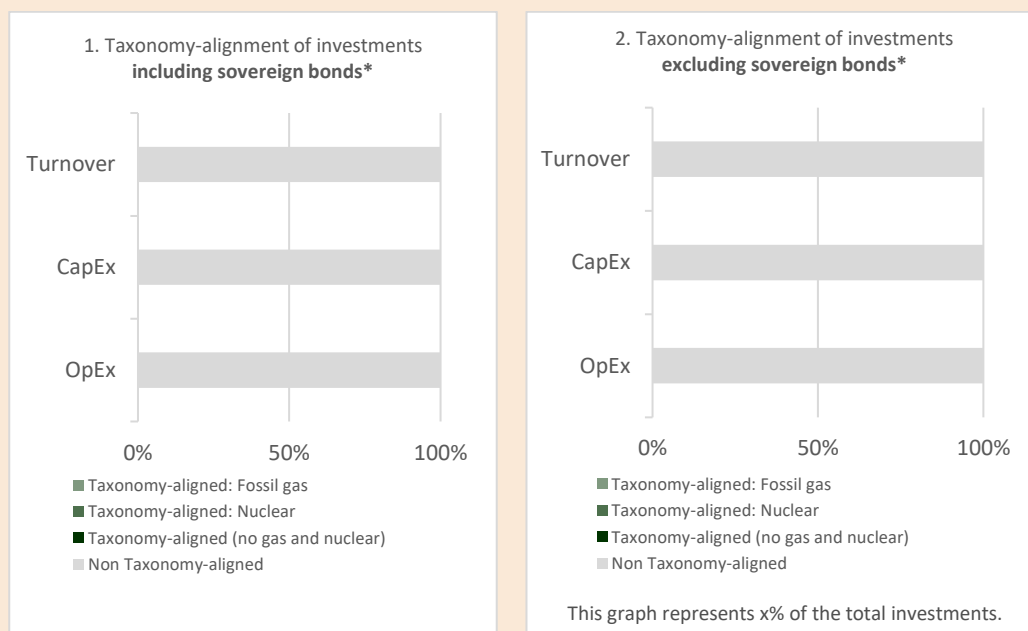 1. Taxonomy-alignment of investments
including sovereign bonds*
Turnover
CapEx
OpEx
0%
50%
100%
Taxonomy-aligned: Fossil gas
Taxonomy-aligned: Nuclear
Taxonomy-aligned (no gas and nuclear)
Non Taxonomy-aligned
2. Taxonomy-alignment of investments
excluding sovereign bonds*
Turnover
CapEx
OpEx
0%
50%
100%
Taxonomy-aligned: Fossil gas
Taxonomy-aligned: Nuclear
Taxonomy-aligned (no gas and nuclear)
Non Taxonomy-aligned
This graph represents x% of the total investments.